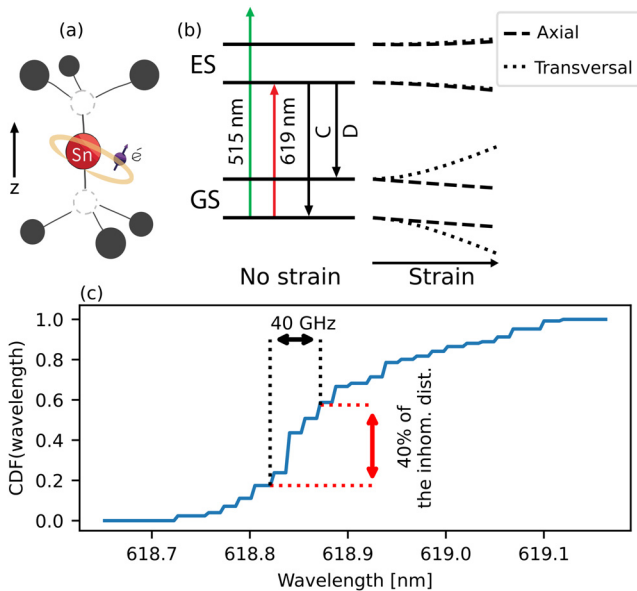 (a)
Sn
é
z
(b)
ES
GS
515 nm
619 nm
C
D
Axial
Transversal
No strain
Strain
(c)
CDF(wavelength)
1.0
0.8
0.6
0.4
0.2
0.0
40 GHz
40% of
the inhom. dist.
618.7
618.8
618.9
619.0
619.1
Wavelength [nm]